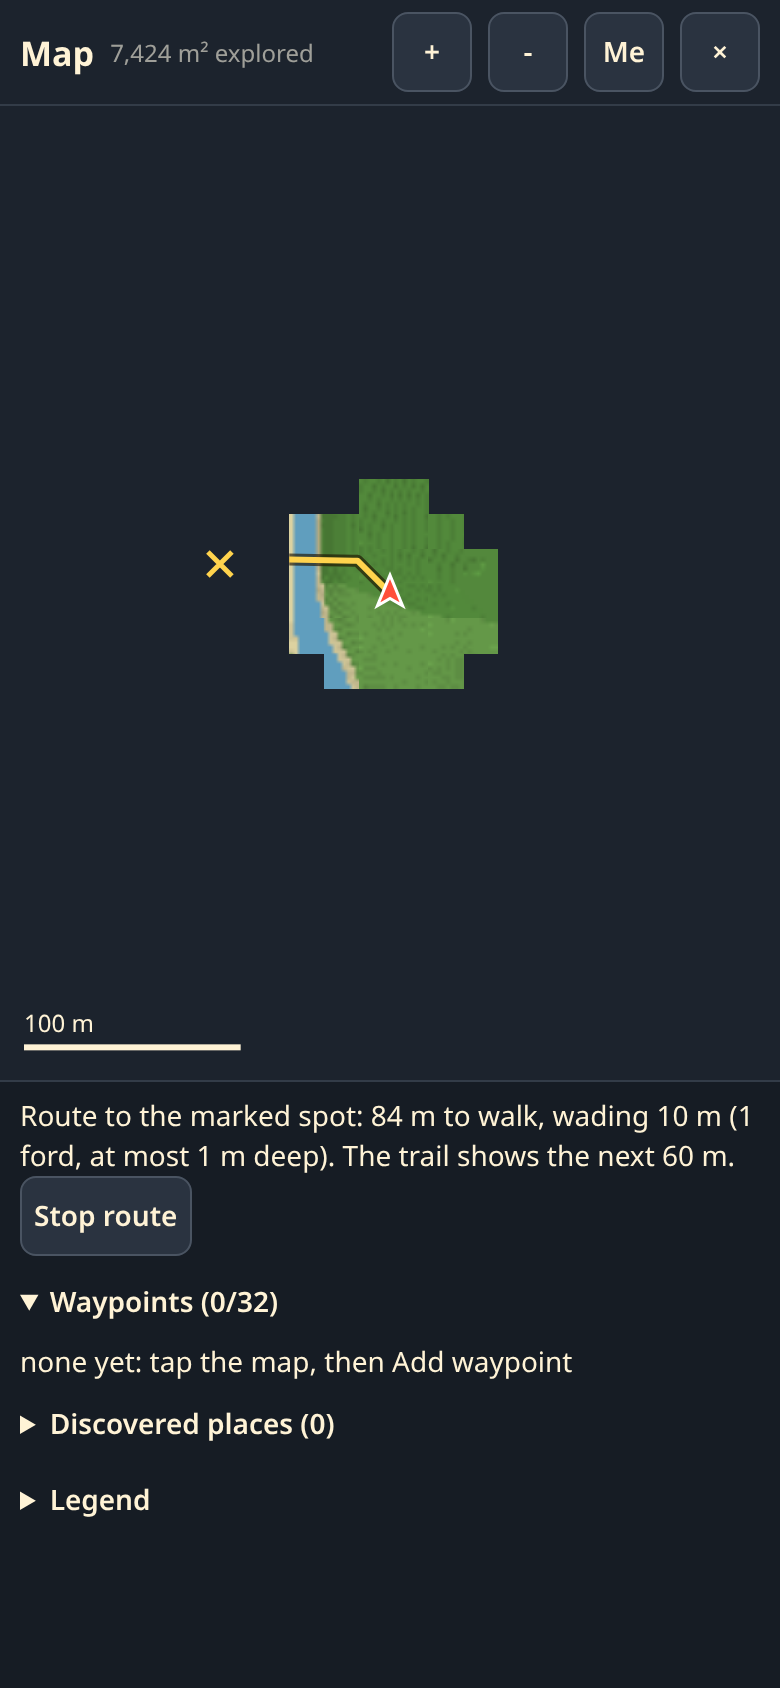 Map 7,424 m² explored + - Me ×
100 m
Route to the marked spot: 84 m to walk, wading 10 m (1
ford, at most 1 m deep). The trail shows the next 60 m.
Stop route
▼ Waypoints (0/32)
none yet: tap the map, then Add waypoint
▶ Discovered places (0)
▶ Legend